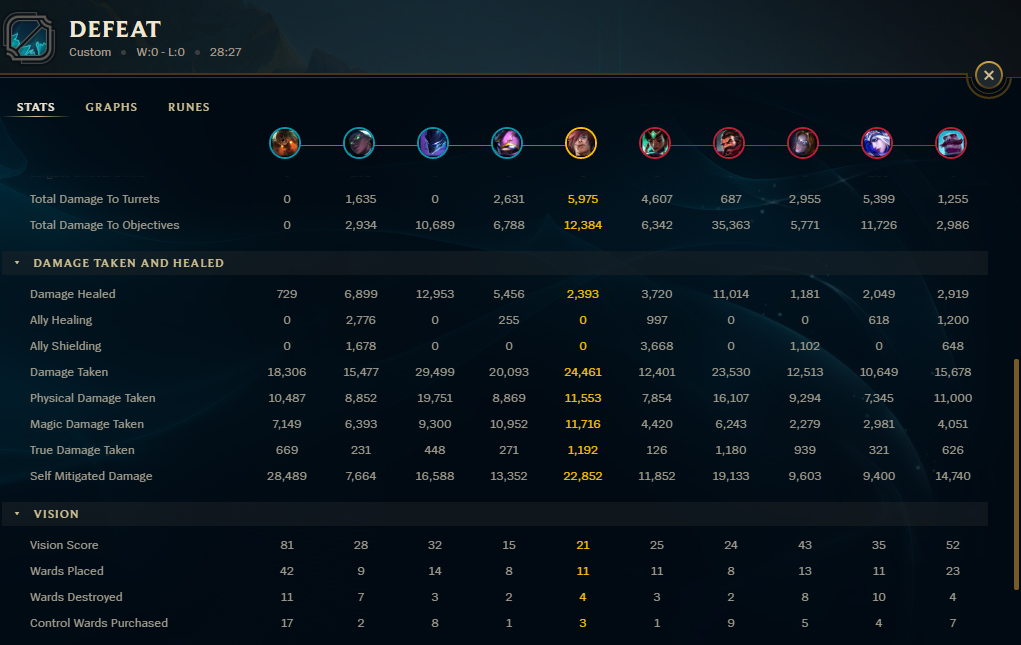 DEFEAT
Custom • W:0 - L:0 • 28:27
STATS GRAPHS RUNES
Total Damage To Turrets 0 1,635 0 2,631 5,975 4,607 687 2,955 5,399 1,255
Total Damage To Objectives 0 2,934 10,689 6,788 12,384 6,342 35,363 5,771 11,726 2,986
DAMAGE TAKEN AND HEALED
Damage Healed 729 6,899 12,953 5,456 2,393 3,720 11,014 1,181 2,049 2,919
Ally Healing 0 2,776 0 255 0 997 0 0 618 1,200
Ally Shielding 0 1,678 0 0 0 3,668 0 1,102 0 648
Damage Taken 18,306 15,477 29,499 20,093 24,461 12,401 23,530 12,513 10,649 15,678
Physical Damage Taken 10,487 8,852 19,751 8,869 11,553 7,854 16,107 9,294 7,345 11,000
Magic Damage Taken 7,149 6,393 9,300 10,952 11,716 4,420 6,243 2,279 2,981 4,051
True Damage Taken 669 231 448 271 1,192 126 1,180 939 321 626
Self Mitigated Damage 28,489 7,664 16,588 13,352 22,852 11,852 19,133 9,603 9,400 14,740
VISION
Vision Score 81 28 32 15 21 25 24 43 35 52
Wards Placed 42 9 14 8 11 11 8 13 11 23
Wards Destroyed 11 7 3 2 4 3 2 8 10 4
Control Wards Purchased 17 2 8 1 3 1 9 5 4 7